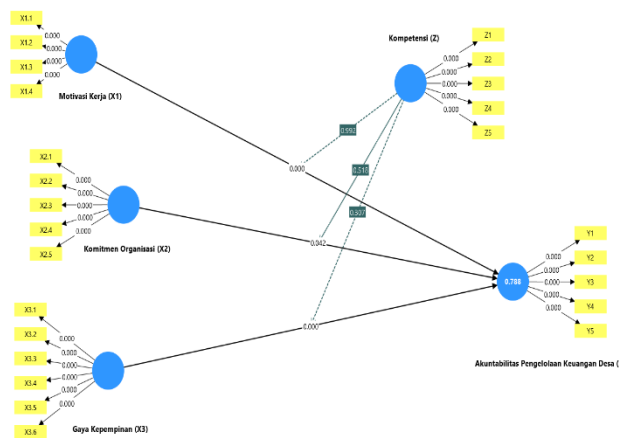 X1.1
0.000
X1.2
0.000
X1.3
0.000
X1.4
0.000
Motivasi Kerja (X1)
Kompetensi (Z)
Z1
0.000
Z2
0.000
Z3
0.000
Z4
0.000
Z5
0.000
0.992
0.518
0.507
0.000
0.042
0.000
X2.1
0.000
X2.2
0.000
X2.3
0.000
X2.4
0.000
X2.5
0.000
Komitmen Organisasi (X2)
Y1
0.000
Y2
0.000
Y3
0.000
Y4
0.000
Y5
0.000
0.788
Akuntabilitas Pengelolaan Keuangan Desa (
X3.1
0.000
X3.2
0.000
X3.3
0.000
X3.4
0.000
X3.5
0.000
X3.6
0.000
Gaya Kepempinan (X3)